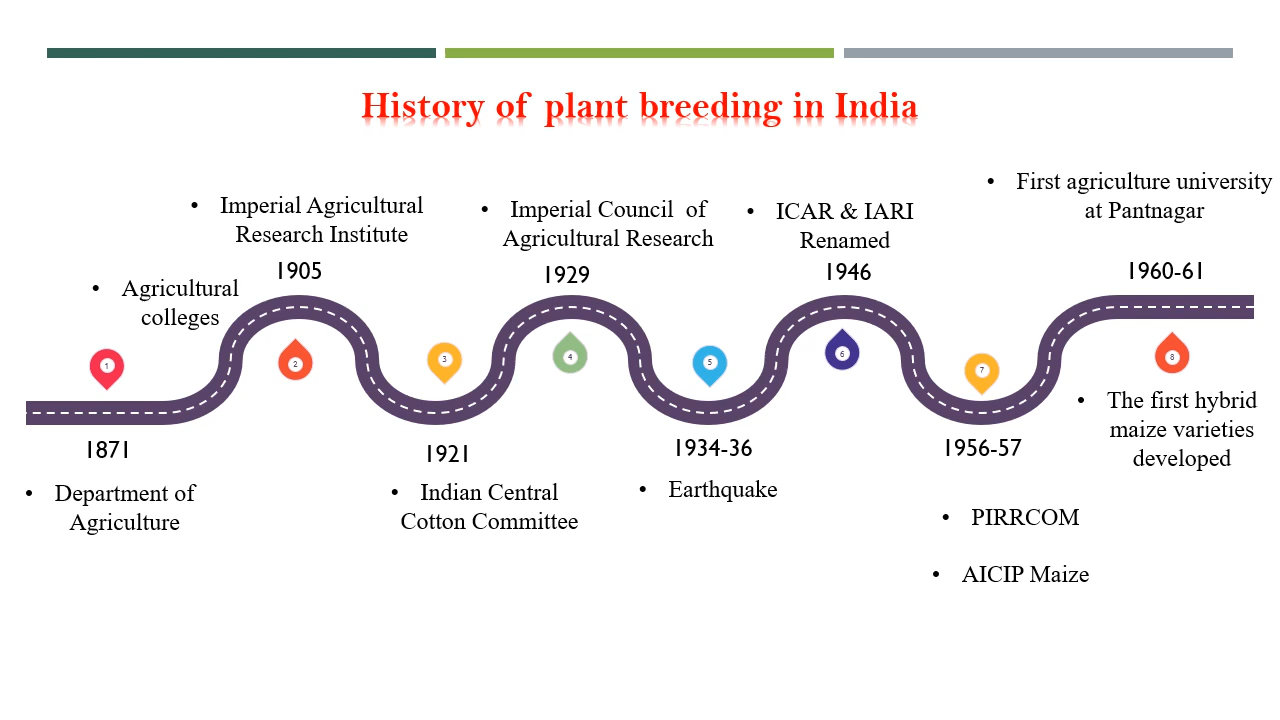 History of plant breeding in India
• Agricultural
colleges
1
1871
• Department of
Agriculture
• Imperial Agricultural
Research Institute
1905
2
3
1921
• Indian Central
Cotton Committee
• Imperial Council of
Agricultural Research
1929
4
5
1934-36
• Earthquake
• ICAR & IARI
Renamed
1946
6
7
1956-57
• PIRRCOM
• AICIP Maize
• First agriculture university
at Pantnagar
1960-61
8
• The first hybrid
maize varieties
developed